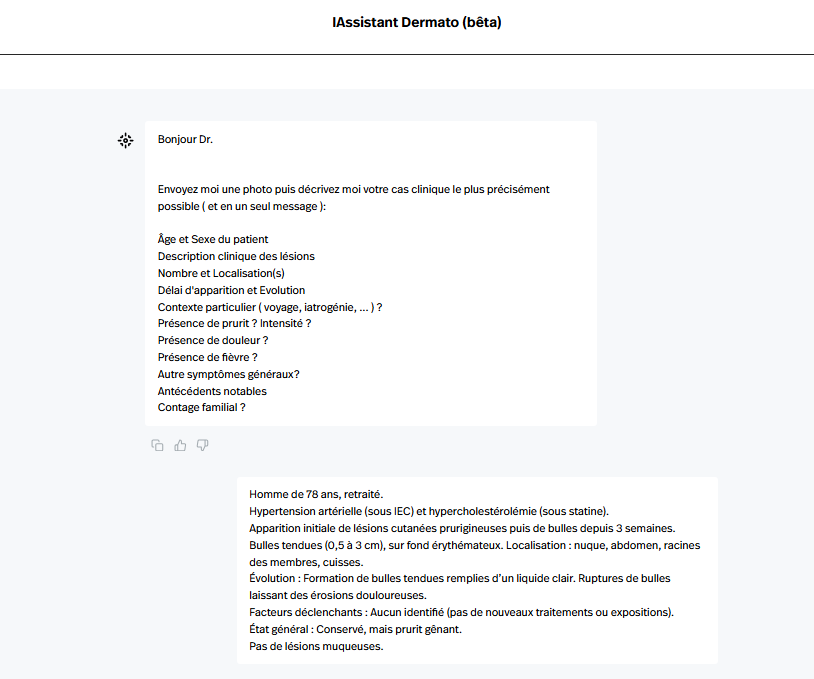 IAssistant Dermato (bêta)
Bonjour Dr.
Envoyez moi une photo puis décrivez moi votre cas clinique le plus précisément
possible ( et en un seul message ):
Âge et Sexe du patient
Description clinique des lésions
Nombre et Localisation(s)
Délai d'apparition et Evolution
Contexte particulier ( voyage, iatrogénie, ... ) ?
Présence de prurit ? Intensité ?
Présence de douleur ?
Présence de fièvre ?
Autre symptômes généraux?
Antécédents notables
Contage familial ?
Homme de 78 ans, retraité.
Hypertension artérielle (sous IEC) et hypercholestérolémie (sous statine).
Apparition initiale de lésions cutanées prurigineuses puis de bulles depuis 3 semaines.
Bulles tendues (0,5 à 3 cm), sur fond érythémateux. Localisation : nuque, abdomen, racines
des membres, cuisses.
Évolution : Formation de bulles tendues remplies d’un liquide clair. Ruptures de bulles
laissant des érosions douloureuses.
Facteurs déclenchants : Aucun identifié (pas de nouveaux traitements ou expositions).
État général : Conservé, mais prurit gênant.
Pas de lésions muqueuses.